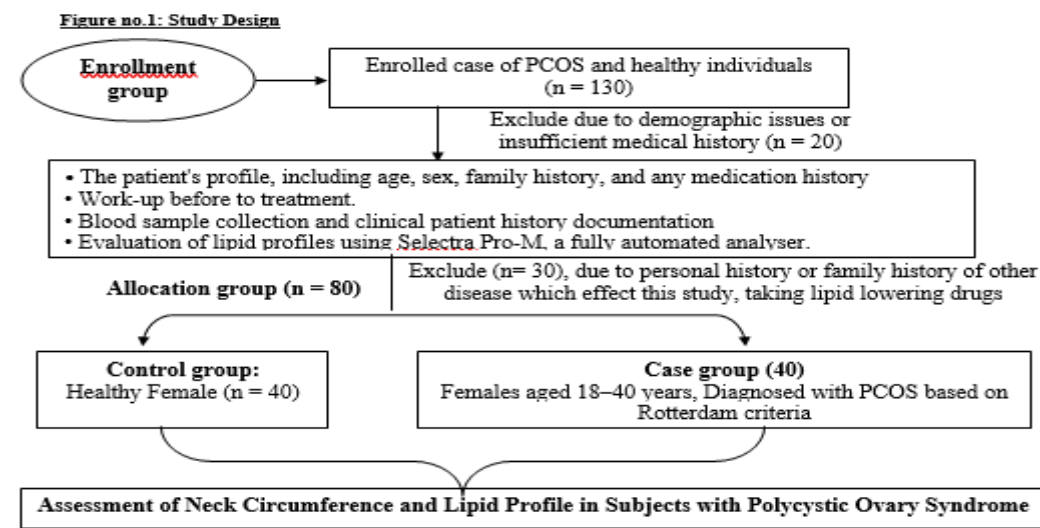 Figure no.1: Study Design
Enrollment
group
Enrolled case of PCOS and healthy individuals
(n = 130)
Exclude due to demographic issues or
insufficient medical history (n = 20)
• The patient's profile, including age, sex, family history, and any medication history
• Work-up before to treatment.
• Blood sample collection and clinical patient history documentation
• Evaluation of lipid profiles using Selectra Pro-M, a fully automated analyser.
Allocation group (n = 80)
Exclude (n= 30), due to personal history or family history of other
disease which effect this study, taking lipid lowering drugs
Control group:
Healthy Female (n = 40)
Case group (40)
Females aged 18–40 years, Diagnosed with PCOS based on
Rotterdam criteria
Assessment of Neck Circumference and Lipid Profile in Subjects with Polycystic Ovary Syndrome